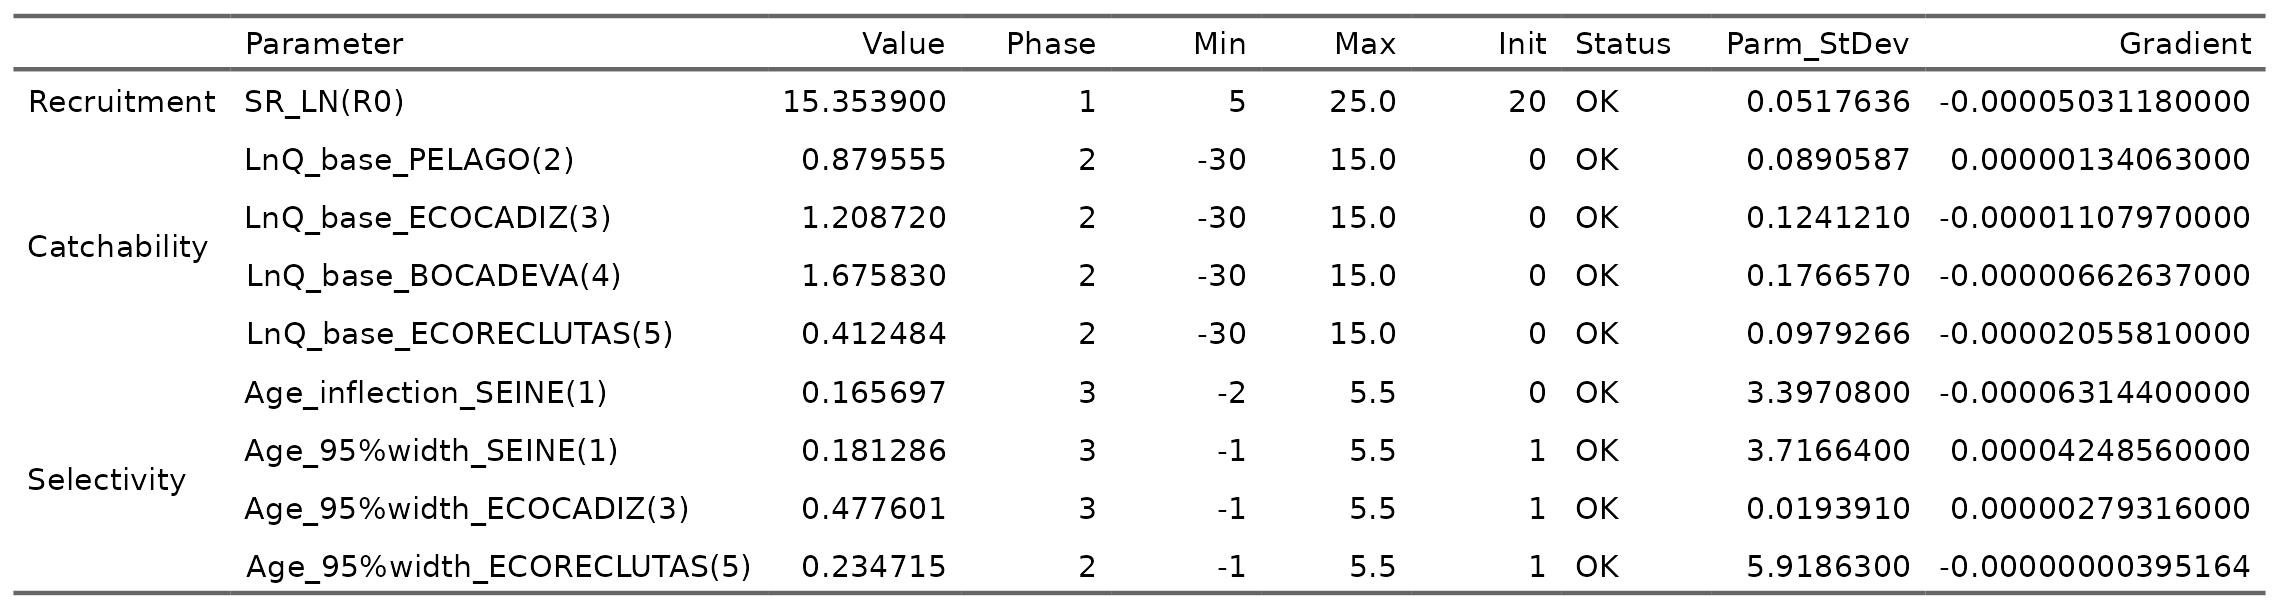 Parameter Value Phase Min Max Init Status Parm_StDev Gradient
Recruitment SR_LN(R0) 15.353900 1 5 25.0 20 OK 0.0517636 -0.00005031180000
LnQ_base_PELAGO(2) 0.879555 2 -30 15.0 0 OK 0.0890587 0.00000134063000
LnQ_base_ECOCADIZ(3) 1.208720 2 -30 15.0 0 OK 0.1241210 -0.00001107970000
Catchability
LnQ_base_BOCADEVA(4) 1.675830 2 -30 15.0 0 OK 0.1766570 -0.00000662637000
LnQ_base_ECORECLUTAS(5) 0.412484 2 -30 15.0 0 OK 0.0979266 -0.00002055810000
Age_inflection_SEINE(1) 0.165697 3 -2 5.5 0 OK 3.3970800 -0.00006314400000
Age_95%width_SEINE(1) 0.181286 3 -1 5.5 1 OK 3.7166400 0.00004248560000
Selectivity
Age_95%width_ECOCADIZ(3) 0.477601 3 -1 5.5 1 OK 0.0193910 0.00000279316000
Age_95%width_ECORECLUTAS(5) 0.234715 2 -1 5.5 1 OK 5.9186300 -0.00000000395164